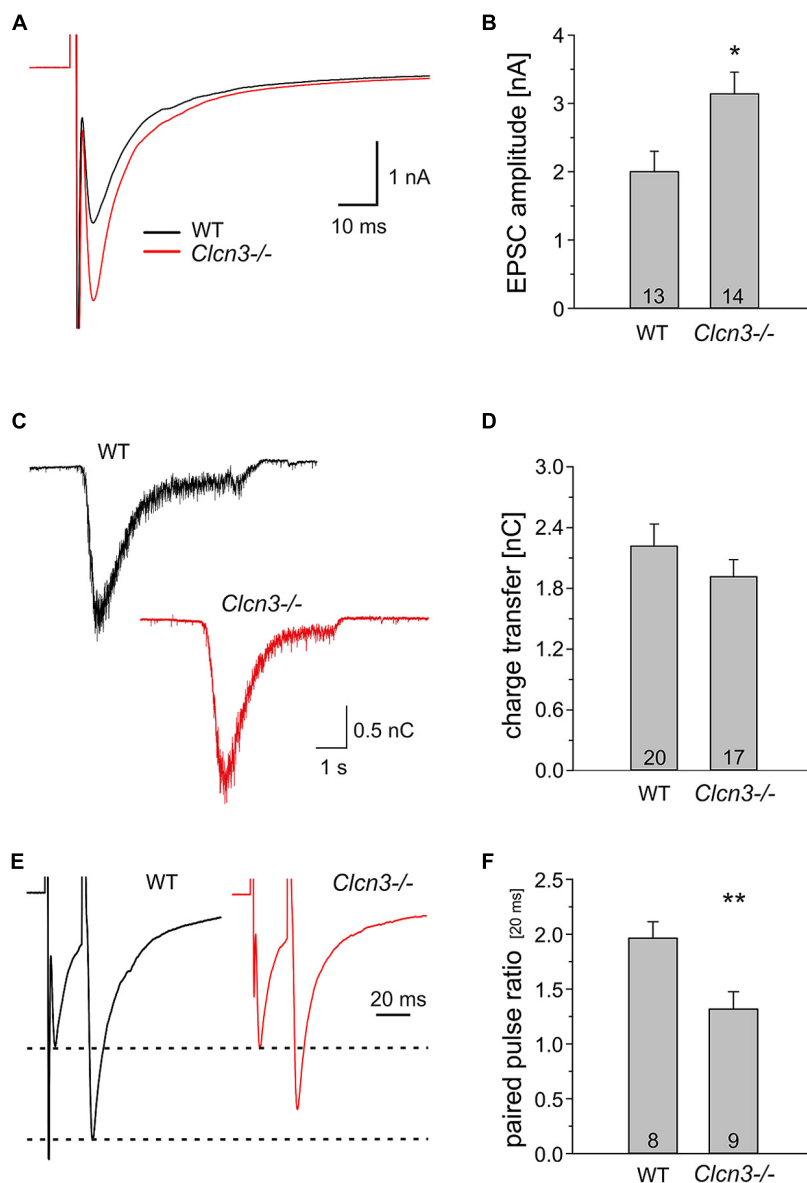 A
WT
Clcn3-/-
1 nA
10 ms
B
EPSC amplitude [nA]
4
3
2
1
0
*
13
14
WT
Clcn3-/-
C
WT
Clcn3-/-
0.5 nC
1 s
D
charge transfer [nC]
3.0
2.4
1.8
1.2
0.6
0.0
20
17
WT
Clcn3-/-
E
WT
Clcn3-/-
20 ms
F
paired pulse ratio [20 ms]
2.5
2.0
1.5
1.0
0.5
0.0
**
8
9
WT
Clcn3-/-